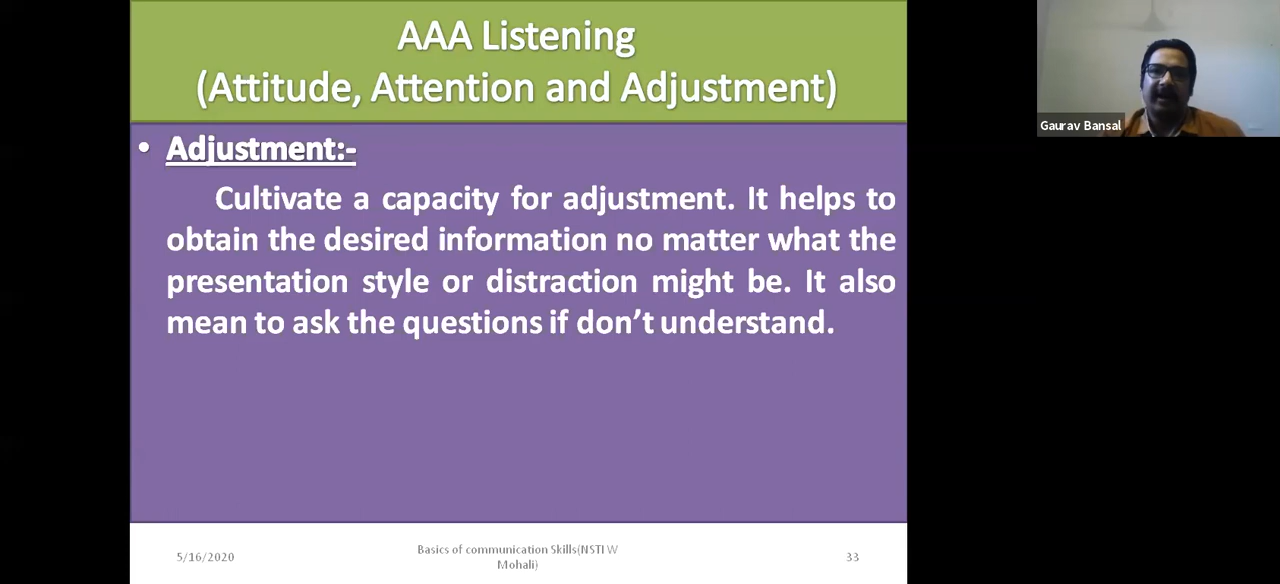 AAA Listening
(Attitude, Attention and Adjustment)
• Adjustment:-
Cultivate a capacity for adjustment. It helps to
obtain the desired information no matter what the
presentation style or distraction might be. It also
mean to ask the questions if don’t understand.
5/16/2020
Basics of communication Skills(NSTI W
Mohali)
33
Gaurav Bansal